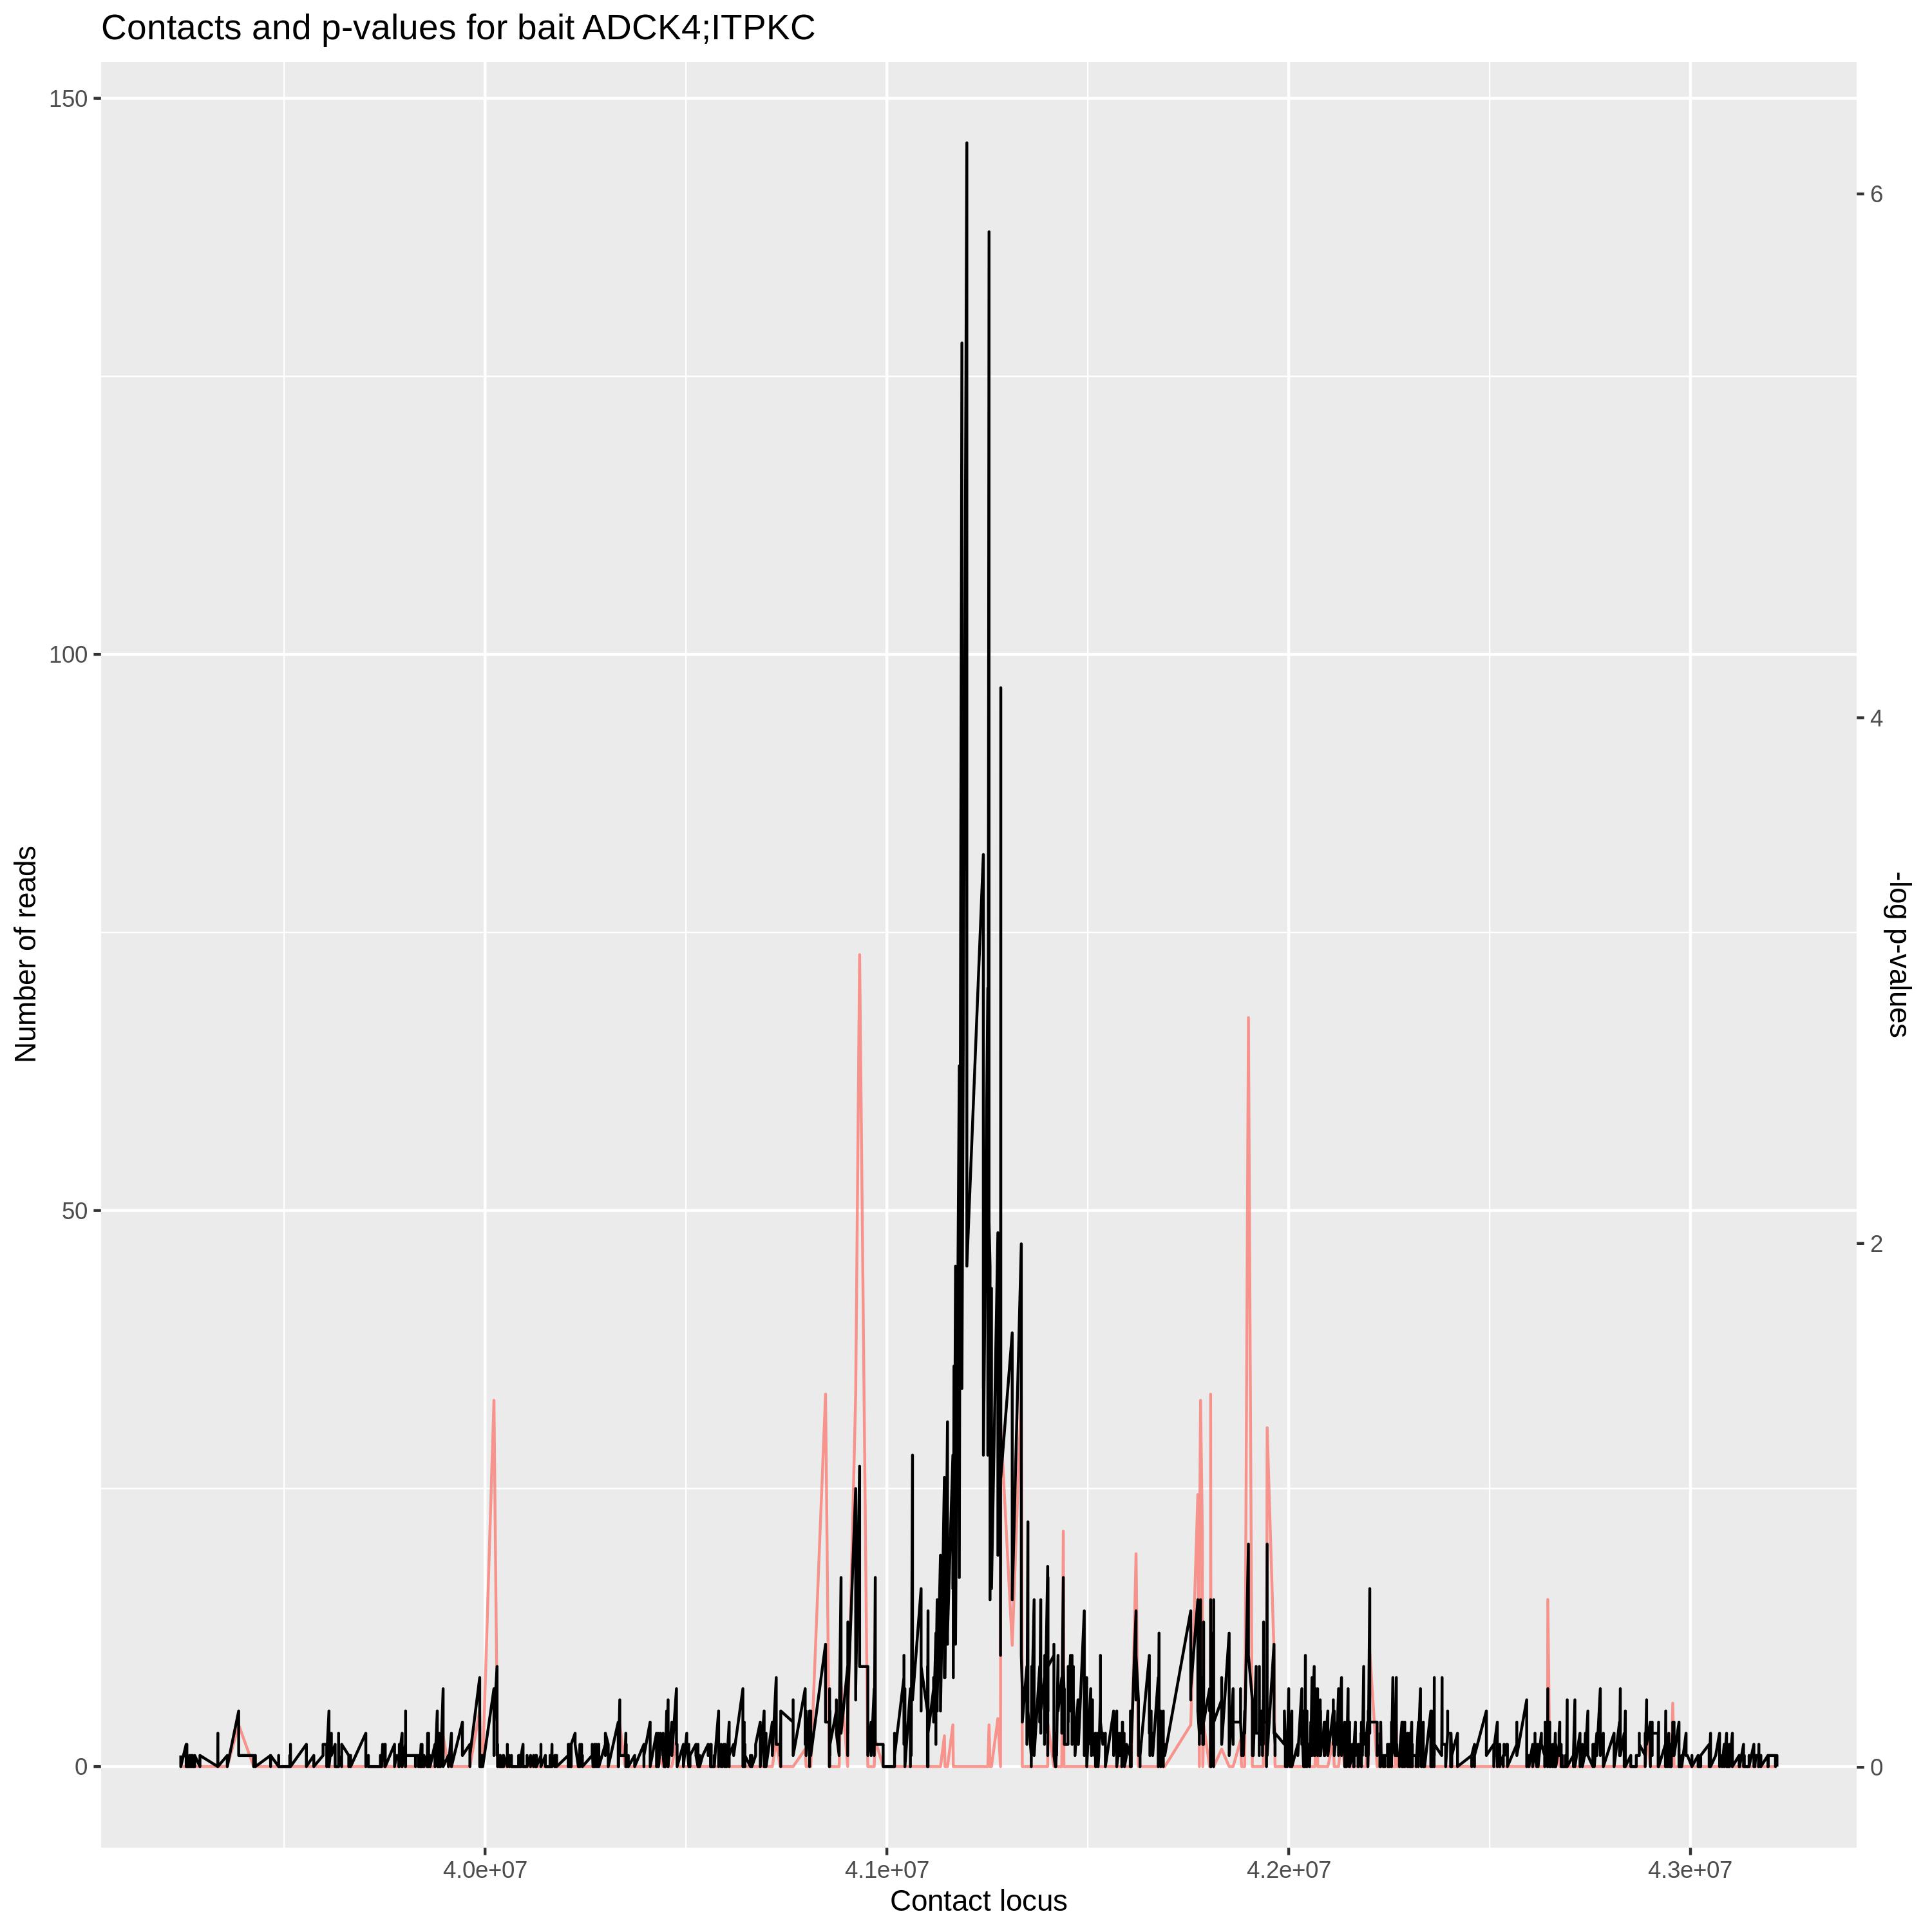 Contacts and p-values for bait ADCK4;ITPKC
150
100
50
0
Number of reads
6
4
2
0
-log p-values
4.0e+07
4.1e+07
4.2e+07
4.3e+07
Contact locus